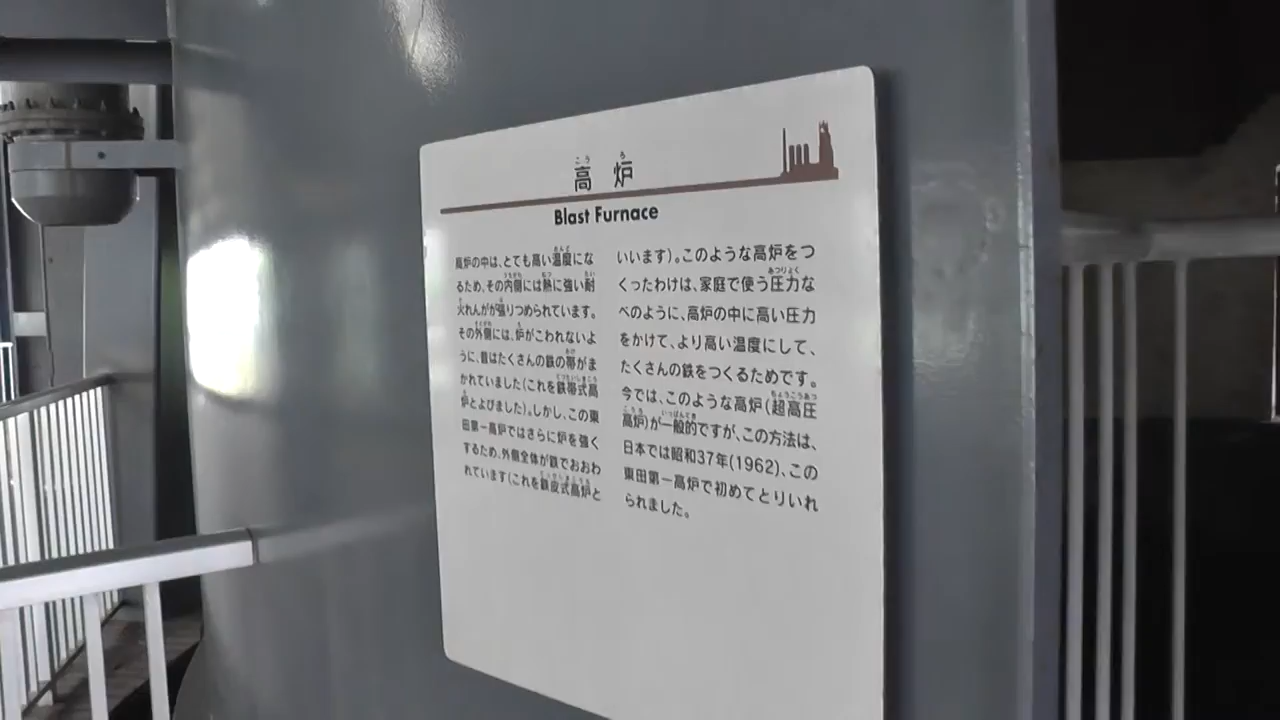 高炉
Blast Furnace
高炉の中は、とても高い温度にな
るため、その内側には熱に強い耐
火れんがが張りつめられています。
その外側には、炉がこわれないよ
うに、昔はたくさんの鉄の帯がま
かれていました(これを鉄帯式高
炉とよびました)。しかし、この東
田第一高炉ではさらに炉を強く
するため、外側全体が鉄でおおわ
れています(これを鉄皮式高炉と
いいます)。このような高炉をつ
くったわけは、家庭で使う圧力な
べのように、高炉の中に高い圧力
をかけて、より高い温度にして、
たくさんの鉄をつくるためです。
今では、このような高炉(超高圧
高炉)が一般的ですが、この方法は、
日本では昭和37年(1962)、この
東田第一高炉で初めてとりいれ
られました。